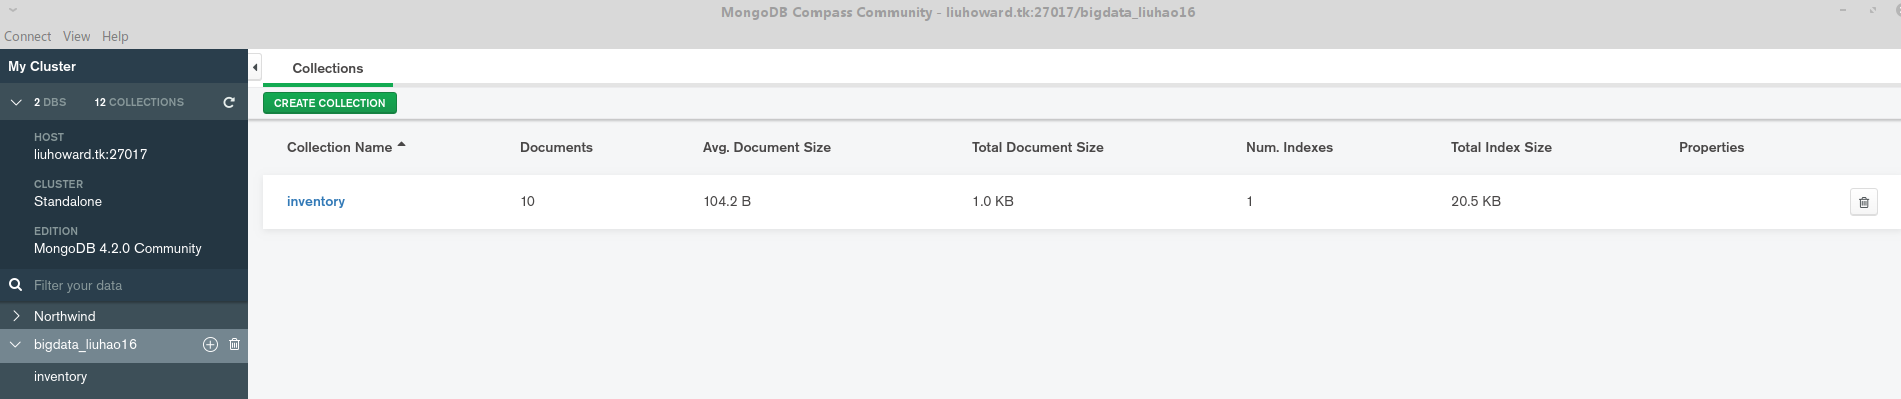 MongoDB Compass Community - liuhoward.tk:27017/bigdata_liuhao16
Connect View Help
My Cluster
2 DBS 12 COLLECTIONS
HOST
liuhoward.tk:27017
CLUSTER
Standalone
EDITION
MongoDB 4.2.0 Community
Filter your data
Northwind
bigdata_liuhao16
inventory
Collections
CREATE COLLECTION
Collection Name Documents Avg. Document Size Total Document Size Num. Indexes Total Index Size Properties
inventory 10 104.2 B 1.0 KB 1 20.5 KB